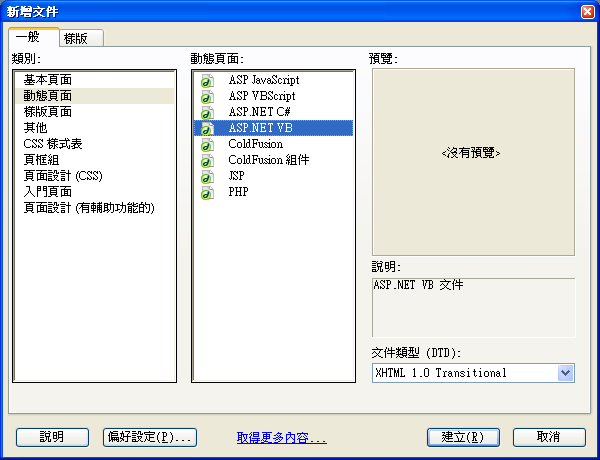 新增文件
一般
樣版
類別:
動態頁面:
預覽:
基本頁面
動態頁面
樣版頁面
其他
CSS 樣式表
頁框組
頁面設計 (CSS)
入門頁面
頁面設計 (有輔助功能的)
ASP JavaScript
ASP VBScript
ASP.NET C#
ASP.NET VB
ColdFusion
ColdFusion 組件
JSP
PHP
<沒有預覽>
說明:
ASP.NET VB 文件
文件類型 (DTD):
XHTML 1.0 Transitional
說明
偏好設定(P)...
取得更多內容...
建立(R)
取消